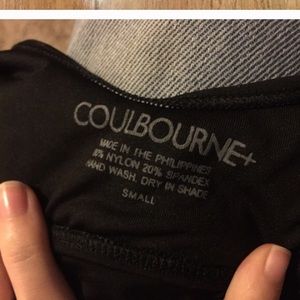 COULBOURNE+
MADE IN THE PHILIPPINES
NYLON 20% SPANDEX
HAND WASH. DRY IN SHADE
SMALL